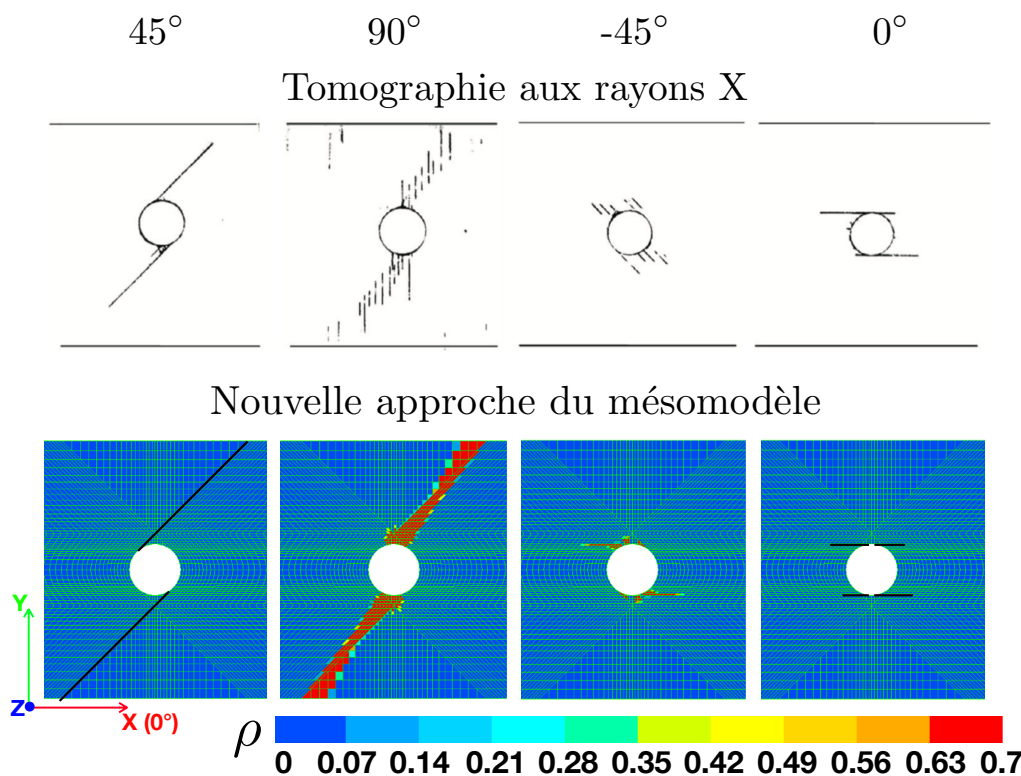 45° 90° -45° 0°
Tomographie aux rayons X
Nouvelle approche du mésomodèle
Y
Z
X (0°)
ρ
0 0.07 0.14 0.21 0.28 0.35 0.42 0.49 0.56 0.63 0.7